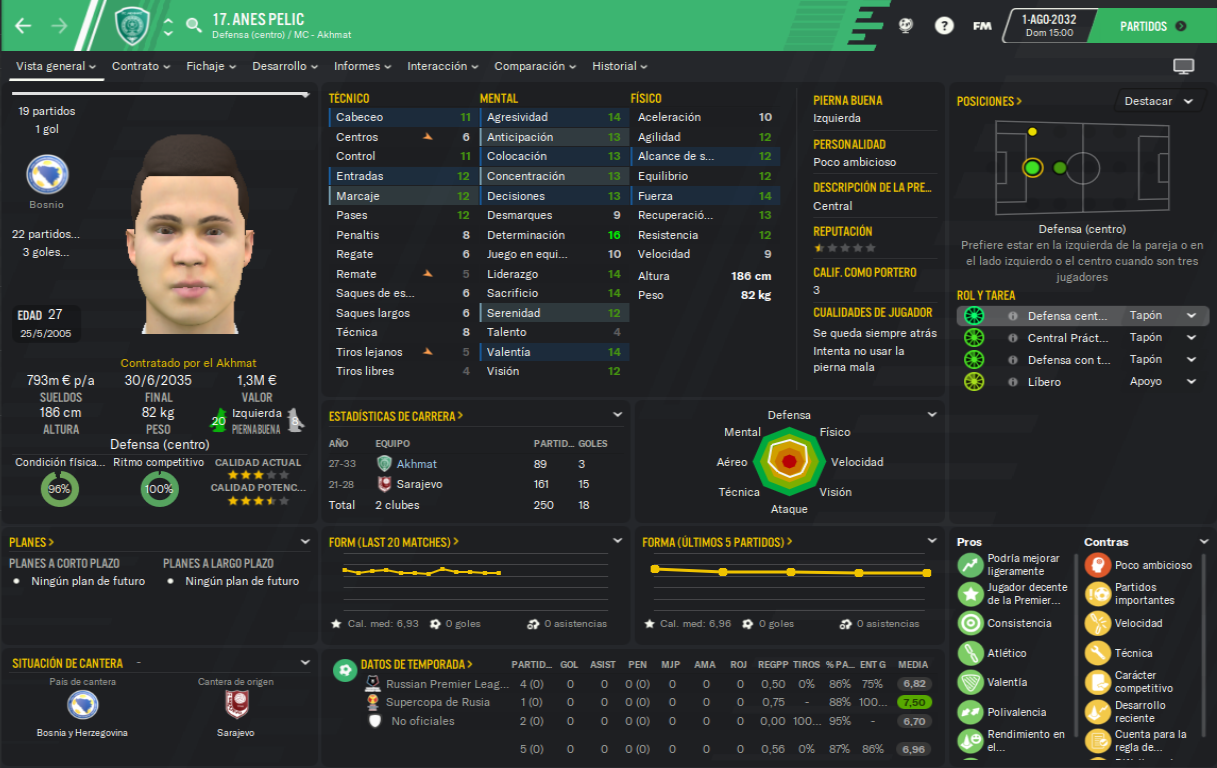 17. ANES PELIC
Defensa (centro) / MC - Akhmat
?
FM
1-AGO-2032
Dom 15:00
PARTIDOS
Vista general
Contrato
Fichaje
Desarrollo
Informes
Interacción
Comparación
Historial
19 partidos
1 gol
Bosnio
22 partidos...
3 goles...
EDAD 27
25/5/2005
Contratado por el Akhmat
793m € p/a
SUELDOS
30/6/2035
FINAL
1,3M €
VALOR
186 cm
ALTURA
82 kg
PESO
20
Izquierda
PIERNA BUENA
8
Defensa (centro)
Condición física...
96%
Ritmo competitivo
100%
CALIDAD ACTUAL
CALIDAD POTENC...
TÉCNICO
Cabeceo 11
Centros 6
Control 11
Entradas 12
Marcaje 12
Pases 12
Penaltis 8
Regate 6
Remate 5
Saques de es... 6
Saques largos 6
Técnica 8
Tiros lejanos 5
Tiros libres 4
MENTAL
Agresividad 14
Anticipación 13
Colocación 13
Concentración 13
Decisiones 13
Desmarques 9
Determinación 16
Juego en equi... 10
Liderazgo 14
Sacrificio 14
Serenidad 12
Talento 4
Valentía 14
Visión 12
FÍSICO
Aceleración 10
Agilidad 12
Alcance de s... 12
Equilibrio 12
Fuerza 14
Recuperació... 13
Resistencia 12
Velocidad 9
Altura 186 cm
Peso 82 kg
PIERNA BUENA
Izquierda
PERSONALIDAD
Poco ambicioso
DESCRIPCIÓN DE LA PRE...
Central
REPUTACIÓN
CALIF. COMO PORTERO
3
CUALIDADES DE JUGADOR
Se queda siempre atrás
Intenta no usar la
pierna mala
POSICIONES >
Destacar
Defensa (centro)
Prefiere estar en la izquierda de la pareja o en
el lado izquierdo o el centro cuando son tres
jugadores
ROL Y TAREA
Defensa cent... Tapón
Central Práct... Tapón
Defensa con t... Tapón
Líbero Apoyo
ESTADÍSTICAS DE CARRERA >
AÑO EQUIPO PARTID... GOLES
27-33 Akhmat 89 3
21-28 Sarajevo 161 15
Total 2 clubes 250 18
Defensa
Mental
Físico
Aéreo
Velocidad
Técnica
Visión
Ataque
PLANES >
PLANES A CORTO PLAZO
Ningún plan de futuro
PLANES A LARGO PLAZO
Ningún plan de futuro
FORM (LAST 20 MATCHES) >
Cal. med: 6,93 0 goles 0 asistencias
FORMA (ÚLTIMOS 5 PARTIDOS) >
Cal. med: 6,96 0 goles 0 asistencias
Pros
Podría mejorar
ligeramente
Jugador decente
de la Premier...
Consistencia
Atlético
Valentía
Polivalencia
Rendimiento en
el...
Contras
Poco ambicioso
Partidos
importantes
Velocidad
Técnica
Carácter
competitivo
Desarrollo
reciente
Cuenta para la
regla de...
SITUACIÓN DE CANTERA -
País de cantera
Bosnia y Herzegovina
Cantera de origen
Sarajevo
DATOS DE TEMPORADA > PARTID... GOL ASIST PEN MJP AMA ROJ REGPP TIROS % PA... ENT G MEDIA
Russian Premier Leag... 4 (0) 0 0 0 (0) 0 0 0 0,50 0% 86% 75% 6,82
Supercopa de Rusia 1 (0) 0 0 0 (0) 0 0 0 0,75 - 88% 100... 7,50
No oficiales 2 (0) 0 0 0 (0) 0 0 0 0,00 100... 95% - 6,70
5 (0) 0 0 0 (0) 0 0 0 0,56 0% 87% 86% 6,96